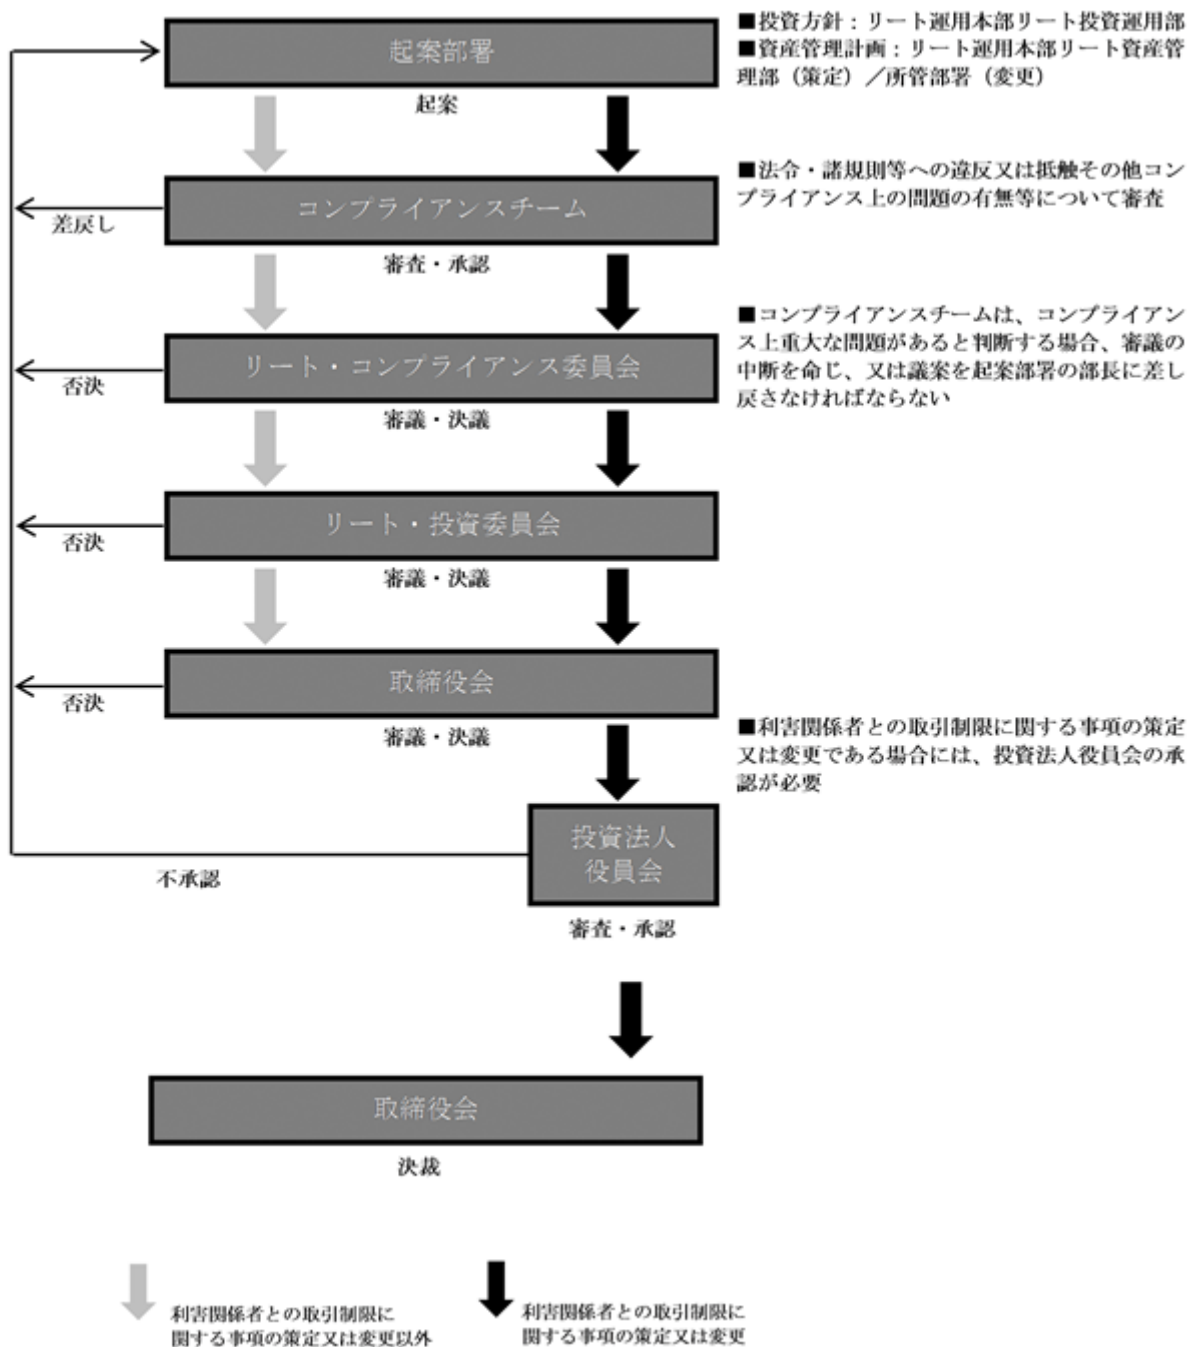 起案部署
起案
■投資方針：リート運用本部リート投資運用部
■資産管理計画：リート運用本部リート資産管
理部（策定）／所管部署（変更）
コンプライアンスチーム
差戻し
審査・承認
■法令・諸規則等への違反又は抵触その他コン
プライアンス上の問題の有無等について審査
リート・コンプライアンス委員会
否決
審議・決議
■コンプライアンスチームは、コンプライアン
ス上重大な問題があると判断する場合、審議の
中断を命じ、又は議案を起案部署の部長に差し
戻さなければならない
リート・投資委員会
否決
審議・決議
取締役会
否決
審議・決議
■利害関係者との取引制限に関する事項の策定
又は変更である場合には、投資法人役員会の承
認が必要
投資法人
役員会
不承認
審査・承認
取締役会
決裁
利害関係者との取引制限に
関する事項の策定又は変更以外
利害関係者との取引制限に
関する事項の策定又は変更